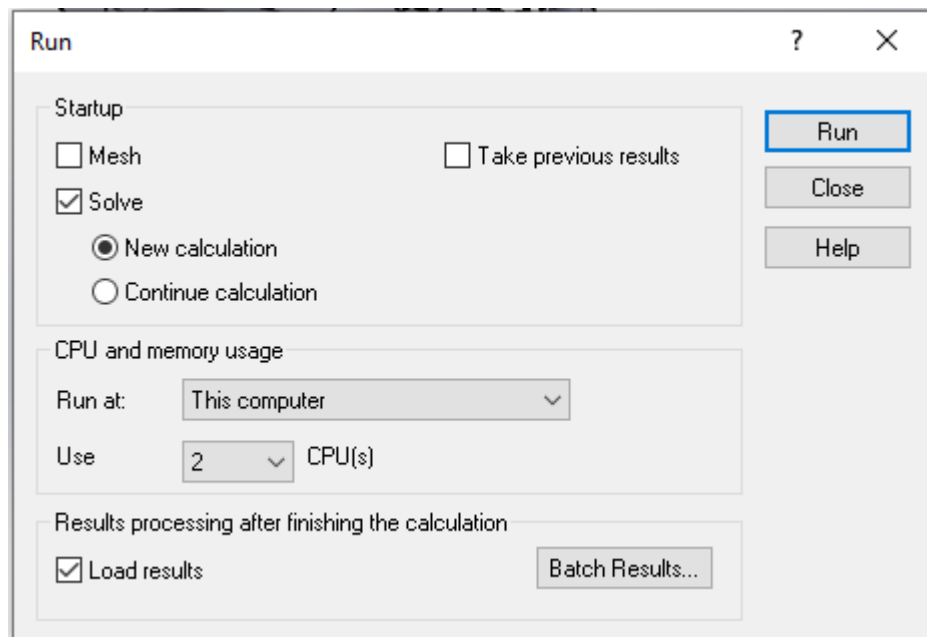 Run ?
Startup
Run
Mesh Take previous results
Close
Solve
New calculation
Help
Continue calculation
CPU and memory usage
Run at: This computer
Use 2 CPU(s)
Results processing after finishing the calculation
Load results Batch Results...